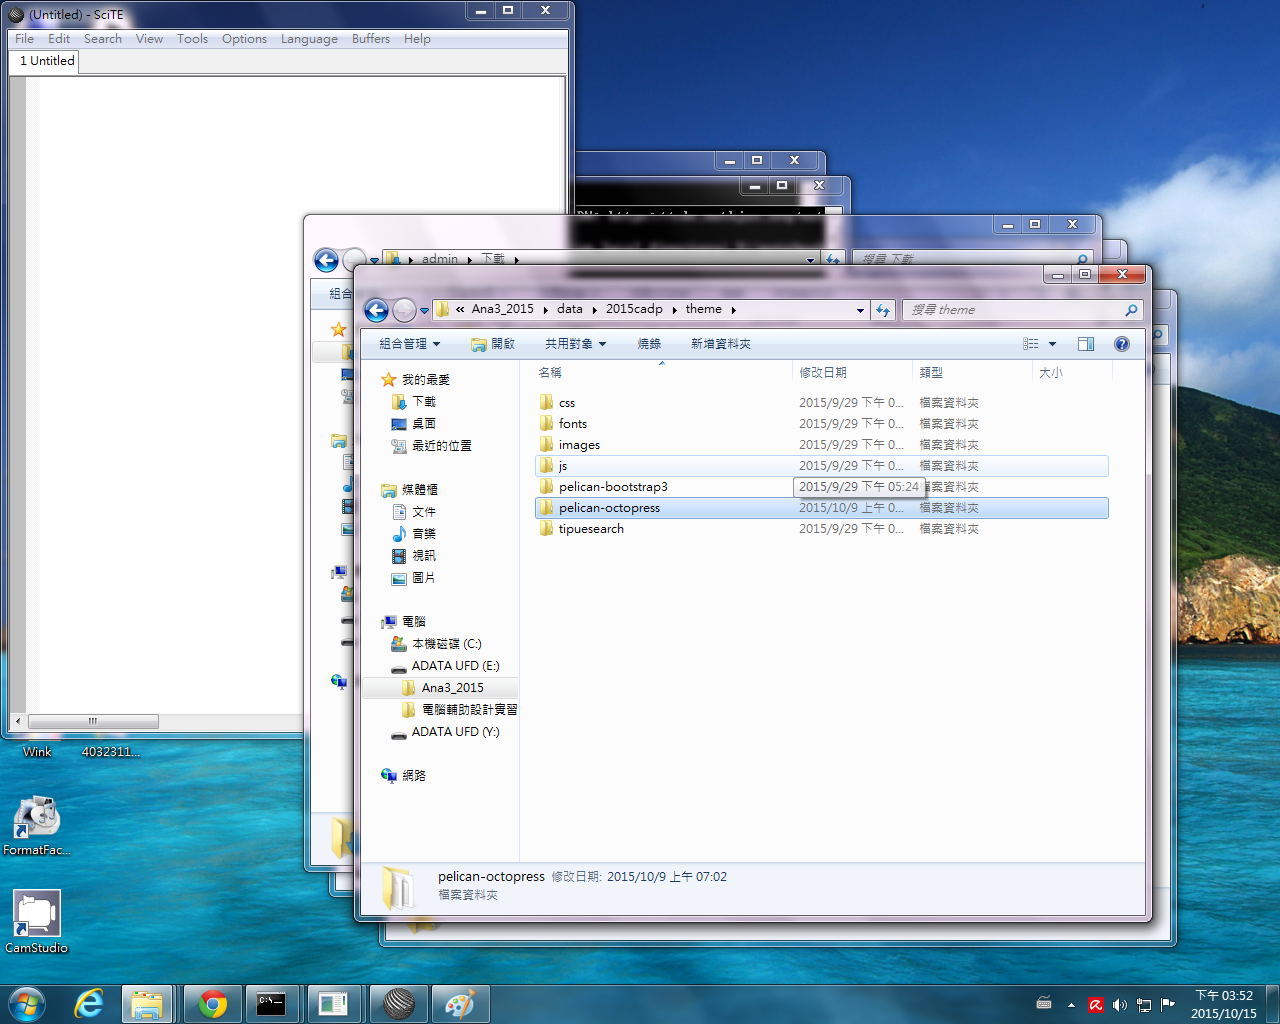 (Untitled) - SciTE
File Edit Search View Tools Options Language Buffers Help
1 Untitled
admin 下載
搜尋 下載
« Ana3_2015 data 2015cadp theme
搜尋 theme
組合管理 開啟 共用對象 燒錄 新增資料夾
名稱 修改日期 類型 大小
我的最愛
下載
桌面
最近的位置
媒體櫃
文件
音樂
視訊
圖片
電腦
本機磁碟 (C:)
ADATA UFD (E:)
Ana3_2015
電腦輔助設計實習
ADATA UFD (Y:)
網路
css 2015/9/29 下午 0... 檔案資料夾
fonts 2015/9/29 下午 0... 檔案資料夾
images 2015/9/29 下午 0... 檔案資料夾
js 2015/9/29 下午 0... 檔案資料夾
pelican-bootstrap3 2015/9/29 下午 05:24 檔案資料夾
pelican-octopress 2015/10/9 上午 0... 檔案資料夾
tipuesearch 2015/9/29 下午 0... 檔案資料夾
pelican-octopress 修改日期: 2015/10/9 上午 07:02
檔案資料夾
組合
Wink
4032311...
FormatFac...
CamStudio
C:\
下午 03:52
2015/10/15